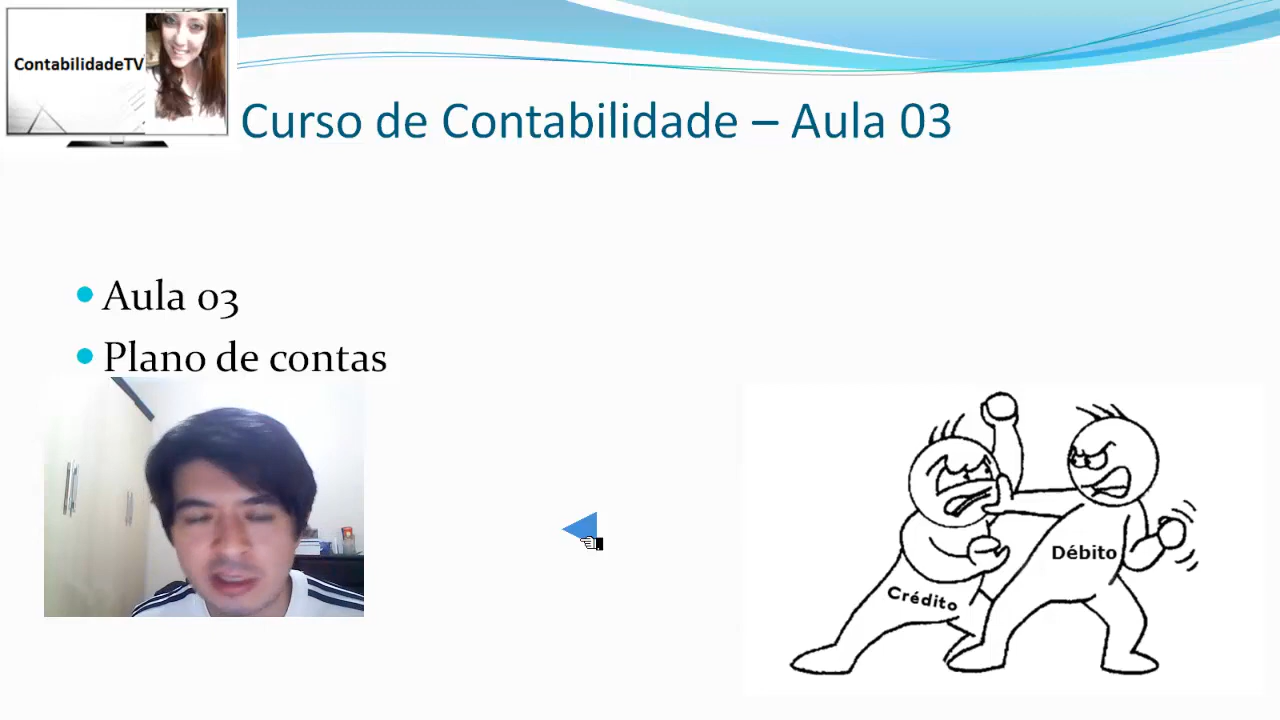 ContabilidadeTV
Curso de Contabilidade – Aula 03
Aula 03
Plano de contas
Débito
Crédito